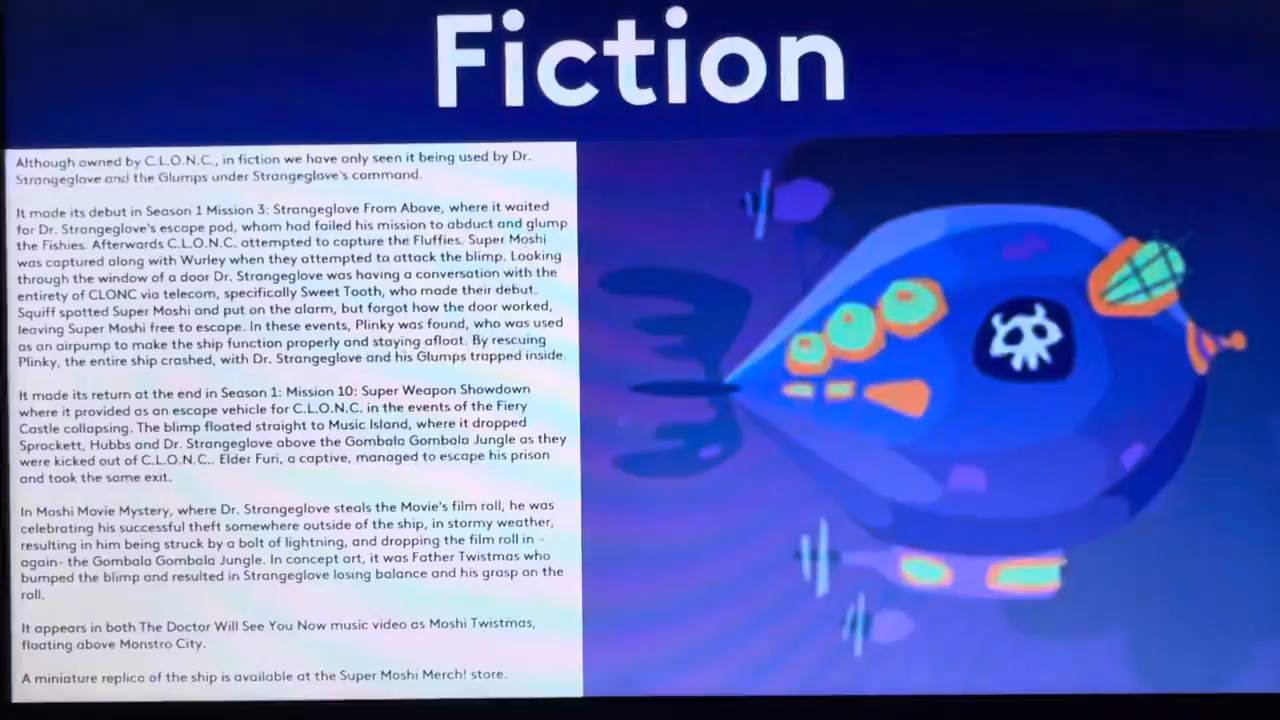 Fiction
Although owned by C.L.O.N.C., in fiction we have only seen it being used by Dr.
Strangeglove and the Glumps under Strangeglove's command.
It made its debut in Season 1 Mission 3: Strangeglove From Above, where it waited
for Dr. Strangeglove's escape pod, whom had failed his mission to abduct and glump
the Fishies. Afterwards C.L.O.N.C. attempted to capture the Fluffies. Super Moshi
was captured along with Wurley when they attempted to attack the blimp. Looking
through the window of a door Dr. Strangeglove was having a conversation with the
entirety of CLONC via telecom, specifically Sweet Tooth, who made their debut.
Squiff spotted Super Moshi and put on the alarm, but forgot how the door worked,
leaving Super Moshi free to escape. In these events, Plinky was found, who was used
as an airpump to make the ship function properly and staying afloat. By rescuing
Plinky, the entire ship crashed, with Dr. Strangeglove and his Glumps trapped inside.
It made its return at the end in Season 1: Mission 10: Super Weapon Showdown
where it provided as an escape vehicle for C.L.O.N.C. in the events of the Fiery
Castle collapsing. The blimp floated straight to Music Island, where it dropped
Sprockett, Hubbs and Dr. Strangeglove above the Gombala Gombala Jungle as they
were kicked out of C.L.O.N.C.. Elder Furi, a captive, managed to escape his prison
and took the same exit.
In Moshi Movie Mystery, where Dr. Strangeglove steals the Movie's film roll, he was
celebrating his successful theft somewhere outside of the ship, in stormy weather,
resulting in him being struck by a bolt of lightning, and dropping the film roll in -
again- the Gombala Gombala Jungle. In concept art, it was Father Twistmas who
bumped the blimp and resulted in Strangeglove losing balance and his grasp on the
roll.
It appears in both The Doctor Will See You Now music video as Moshi Twistmas,
floating above Monstro City.
A miniature replica of the ship is available at the Super Moshi Merch! store.